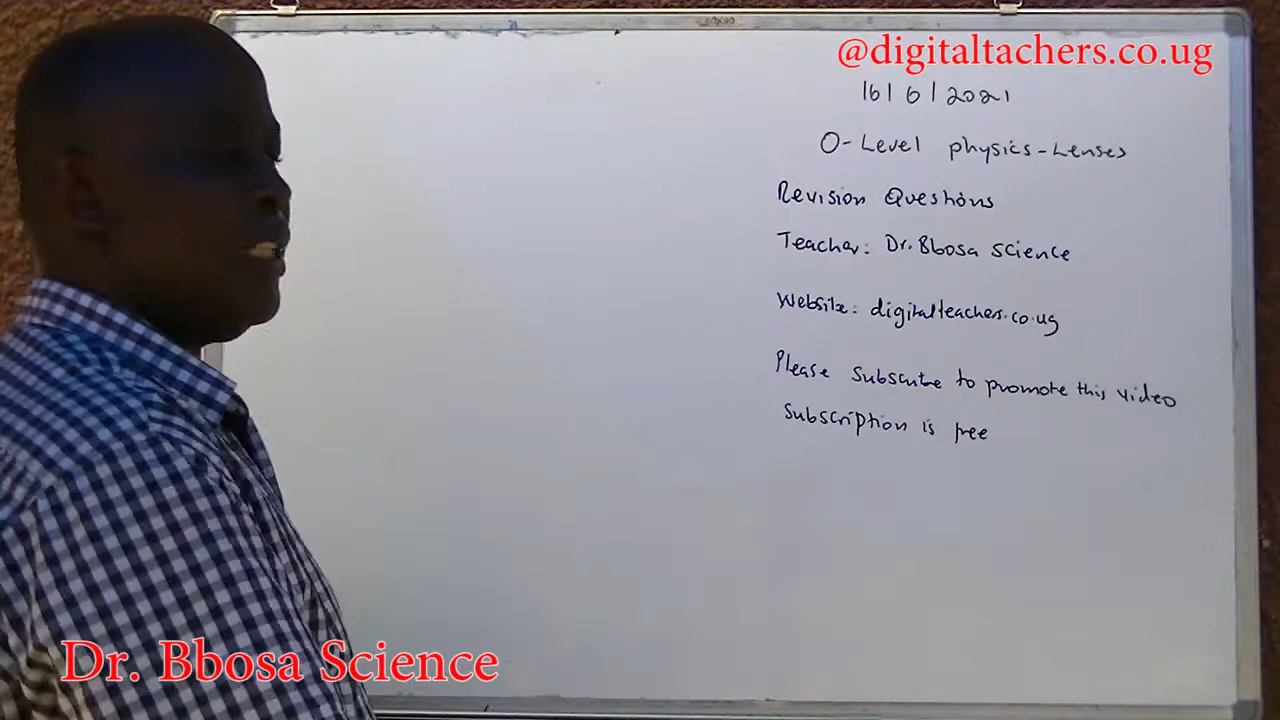 @digitaltachers.co.ug
16/6/2021
O-Level physics-Lenses
Revision Questions
Teacher: Dr. Bbosa Science
Website: digitalteachers.co.ug
Please Subscribe to promote this video
Subscription is free
Dr. Bbosa Science